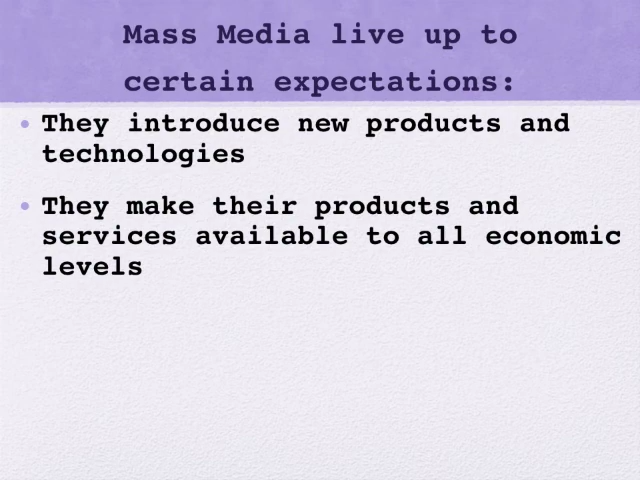 Mass Media live up to
certain expectations:
• They introduce new products and
technologies
• They make their products and
services available to all economic
levels